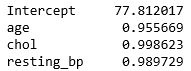 Intercept 77.812017
age 0.955669
chol 0.998623
resting_bp 0.989729